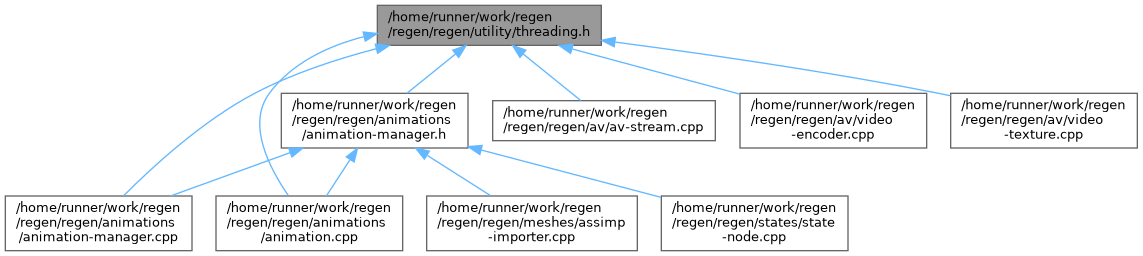 /home/runner/work/regen
/regen/regen/utility/threading.h
/home/runner/work/regen
/regen/regen/animations
/animation-manager.h
/home/runner/work/regen
/regen/regen/av/av-stream.cpp
/home/runner/work/regen
/regen/regen/av/video
-encoder.cpp
/home/runner/work/regen
/regen/regen/av/video
-texture.cpp
/home/runner/work/regen
/regen/regen/animations
/animation-manager.cpp
/home/runner/work/regen
/regen/regen/animations
/animation.cpp
/home/runner/work/regen
/regen/regen/meshes/assimp
-importer.cpp
/home/runner/work/regen
/regen/regen/states/state
-node.cpp